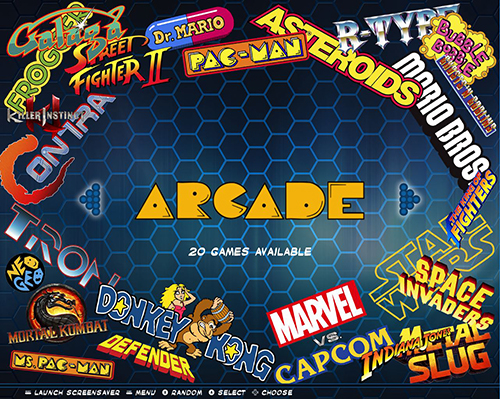 Galaga
FROG
STREET
FIGHTER II
Dr. MARIO
PAC-MAN
ASTEROIDS
R-TYPE
BUBBLE
BOBBLE
MARIO BROS.
KILLER INSTINCT
CONTRA
FIGHTERS
ARCADE
20 GAMES AVAILABLE
TRON
STAR
WARS
NEO
GEO
SPACE
INVADERS
MORTAL KOMBAT
DONKEY
KONG
DEFENDER
MARVEL
VS.
CAPCOM
INDIANA JONES
METAL
SLUG
MS. PAC-MAN
LAUNCH SCREENSAVER MENU RANDOM SELECT CHOOSE